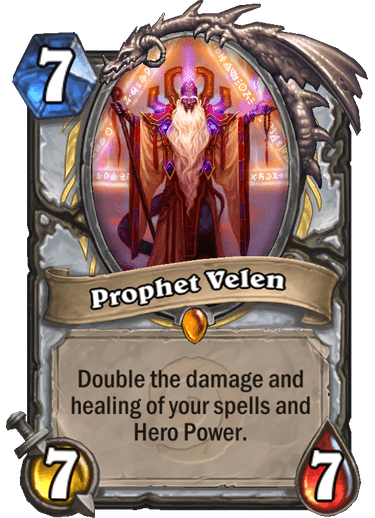 7
Prophet Velen
Double the damage and
healing of your spells and
Hero Power.
7
7